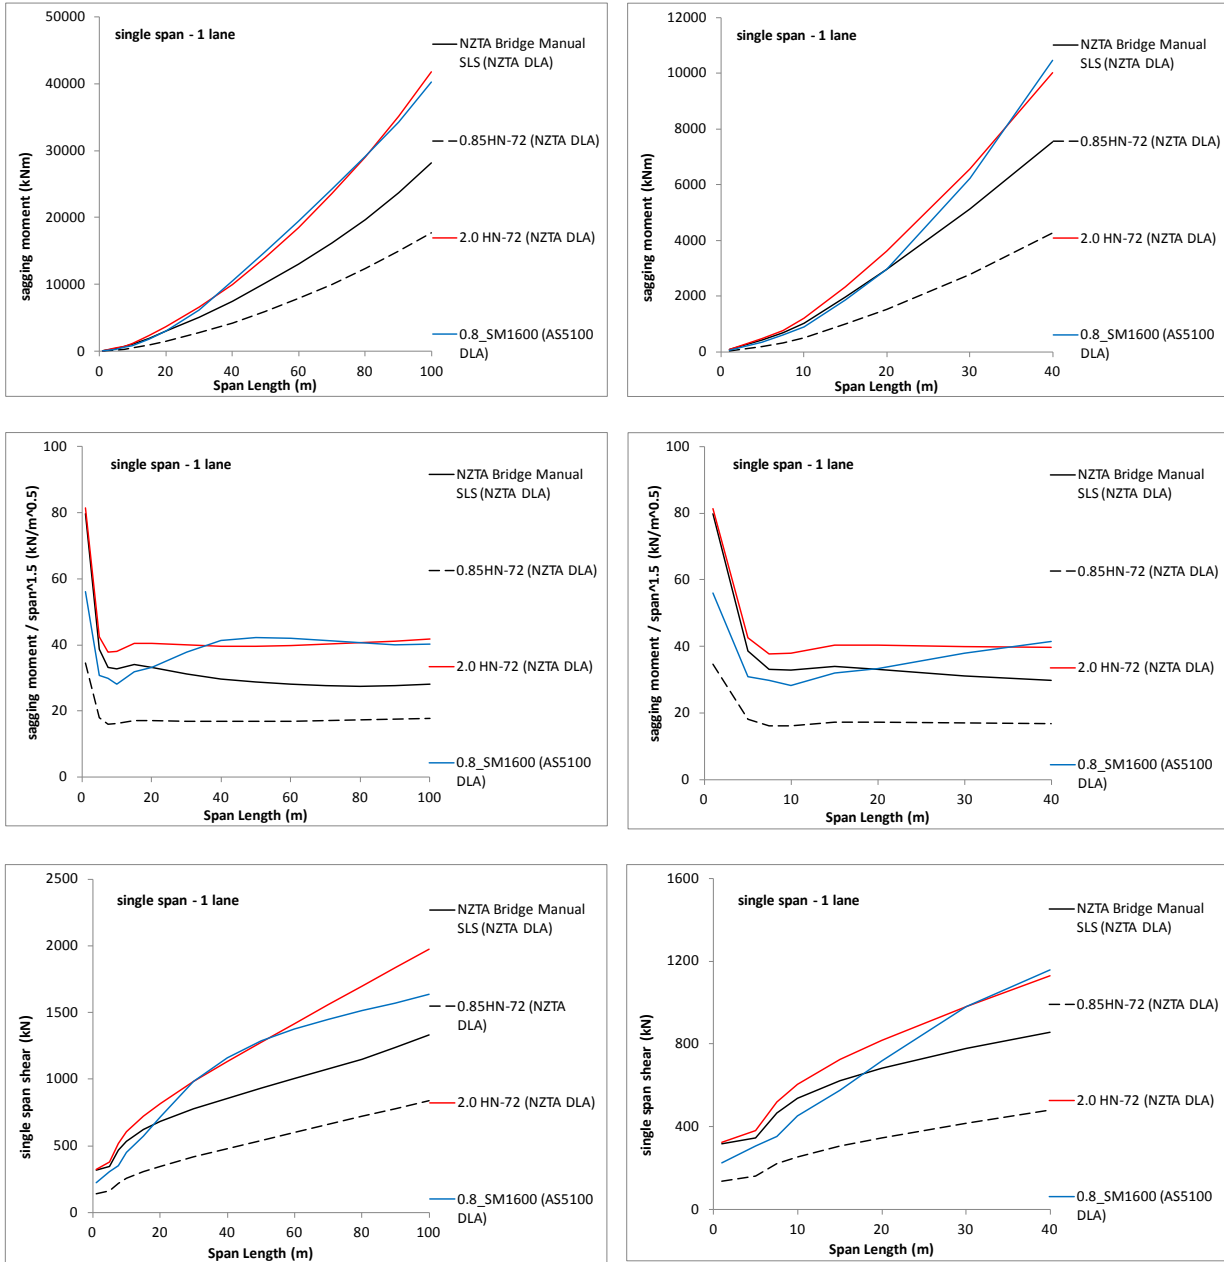 single span - 1 lane
50000
40000
30000
20000
10000
0
0
20
40
60
80
100
sagging moment (kNm)
Span Length (m)
NZTA Bridge Manual
SLS (NZTA DLA)
0.85HN-72 (NZTA DLA)
2.0 HN-72 (NZTA DLA)
0.8_SM1600 (AS5100
DLA)
single span - 1 lane
12000
10000
8000
6000
4000
2000
0
0
10
20
30
40
sagging moment (kNm)
Span Length (m)
NZTA Bridge Manual
SLS (NZTA DLA)
0.85HN-72 (NZTA DLA)
2.0 HN-72 (NZTA DLA)
0.8_SM1600 (AS5100
DLA)
single span - 1 lane
100
80
60
40
20
0
0
20
40
60
80
100
sagging moment / span^1.5 (kN/m^0.5)
Span Length (m)
NZTA Bridge Manual
SLS (NZTA DLA)
0.85HN-72 (NZTA DLA)
2.0 HN-72 (NZTA DLA)
0.8_SM1600 (AS5100
DLA)
single span - 1 lane
100
80
60
40
20
0
0
10
20
30
40
sagging moment / span^1.5 (kN/m^0.5)
Span Length (m)
NZTA Bridge Manual
SLS (NZTA DLA)
0.85HN-72 (NZTA DLA)
2.0 HN-72 (NZTA DLA)
0.8_SM1600 (AS5100
DLA)
single span - 1 lane
2500
2000
1500
1000
500
0
0
20
40
60
80
100
single span shear (kN)
Span Length (m)
NZTA Bridge Manual
SLS (NZTA DLA)
0.85HN-72 (NZTA
DLA)
2.0 HN-72 (NZTA DLA)
0.8_SM1600 (AS5100
DLA)
single span - 1 lane
1600
1200
800
400
0
0
10
20
30
40
single span shear (kN)
Span Length (m)
NZTA Bridge Manual
SLS (NZTA DLA)
0.85HN-72 (NZTA DLA)
2.0 HN-72 (NZTA DLA)
0.8_SM1600 (AS5100
DLA)